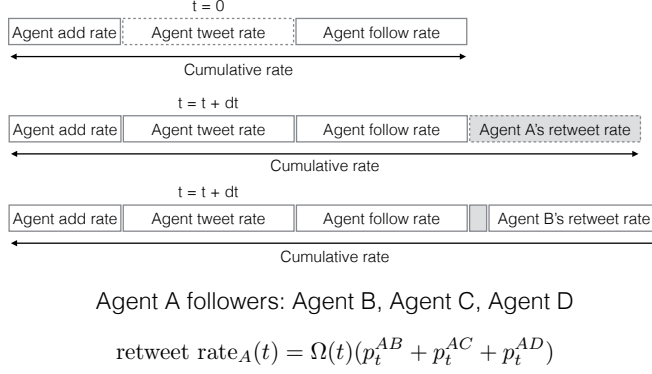 t = 0
Agent add rate Agent tweet rate Agent follow rate
Cumulative rate
t = t + dt
Agent add rate Agent tweet rate Agent follow rate Agent A's retweet rate
Cumulative rate
t = t + dt
Agent add rate Agent tweet rate Agent follow rate Agent B's retweet rate
Cumulative rate
Agent A followers: Agent B, Agent C, Agent D
retweet rate_A(t) = Ω(t)(p_t^{AB} + p_t^{AC} + p_t^{AD})